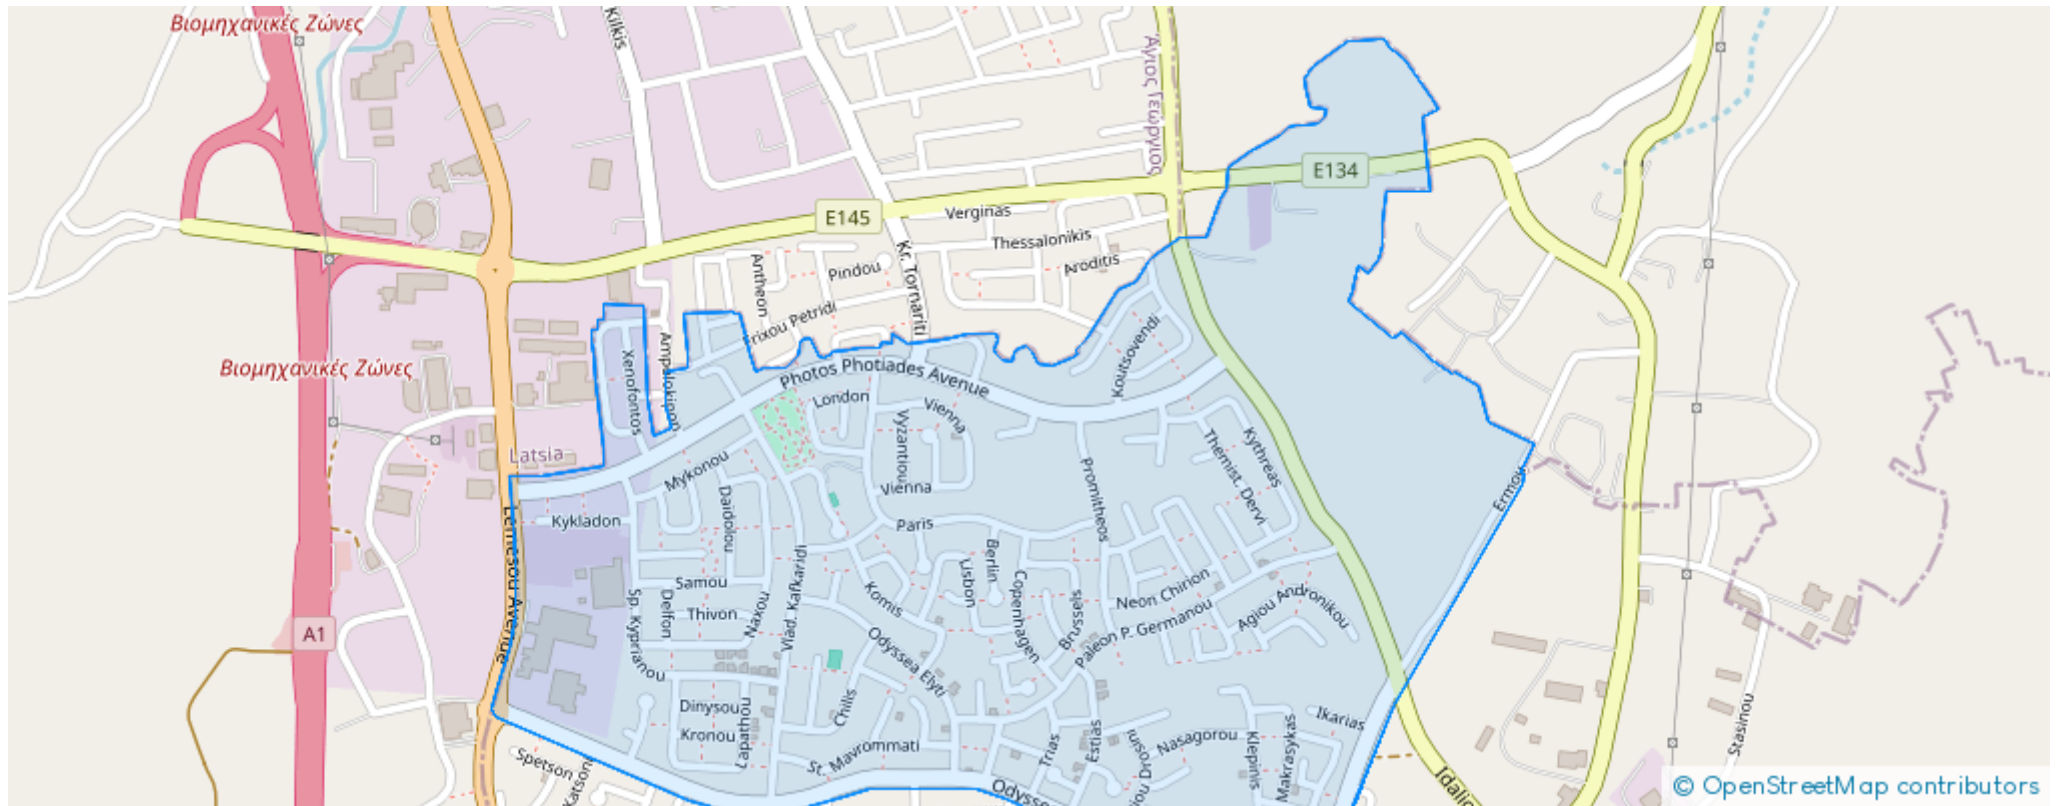 Βιομηχανικές Ζώνες
Kilkis
Άγιος Γεώργιος
E134
E145
Verginas
Thessalonikis
Aroditis
Kr. Tornariti
Pindou
Antheon
Frixou Petridi
Ampelokipon
Xenofontos
Βιομηχανικές Ζώνες
Koutsovendi
Photos Photiades Avenue
London
Vienna
Vyzantiou
Kythreas
Themist. Dervi
Latsia
Mykonou
Daidolou
Vienna
Promitheos
Ermou
Kykladon
Paris
Lemesou Avenue
Berlin
Lisbon
Copenhagen
Brussels
Samou
Delfon
Thivon
Naxou
Vlad. Kafkaridi
Komis
Neon Chirion
Paleon P. Germanou
Agiou Andronikou
A1
Sp. Kyprianou
Odyssea Elyti
Dinysou
Kronou
Lapathou
Chilis
St. Mavrommati
Trias
Estias
Nasagorou
Klepinis
Makrasykas
Ikarias
Stasinou
Spetson
© OpenStreetMap contributors